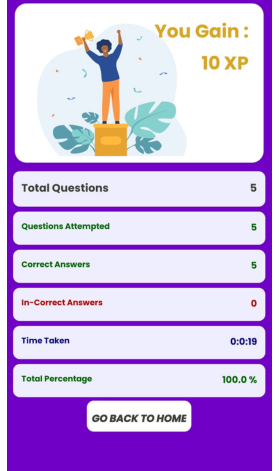 You Gain :
10 XP
Total Questions 5
Questions Attempted 5
Correct Answers 5
In-Correct Answers 0
Time Taken 0:0:19
Total Percentage 100.0 %
GO BACK TO HOME